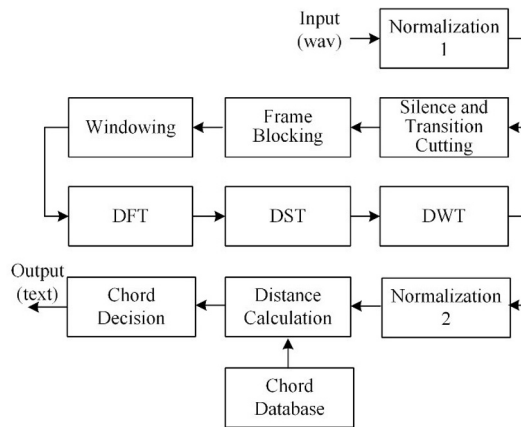 Input
(wav)
Normalization
1
Windowing
Frame
Blocking
Silence and
Transition
Cutting
DFT
DST
DWT
Output
(text)
Chord
Decision
Distance
Calculation
Normalization
2
Chord
Database